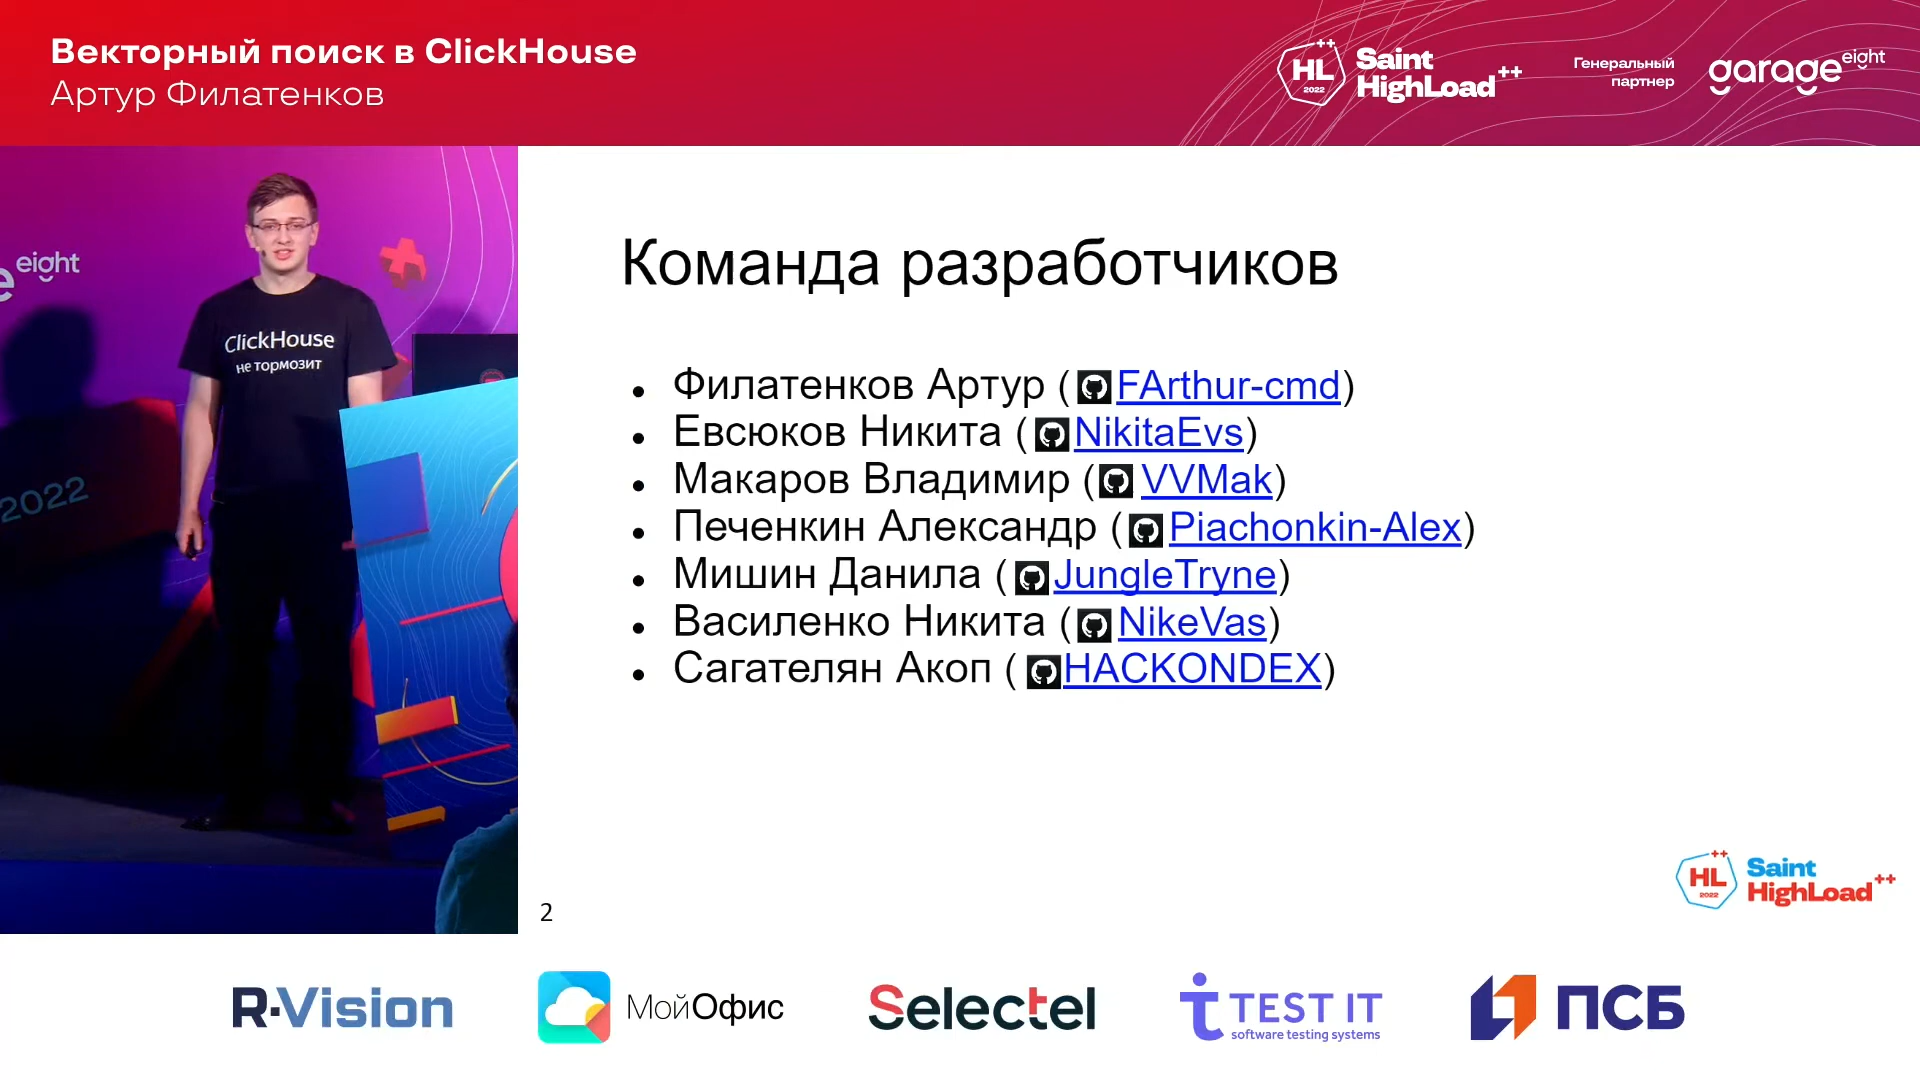 Векторный поиск в ClickHouse
Артур Филатенков
HL
2022
Saint
HighLoad++
Генеральный
партнер
garage eight
eight
ClickHouse
не тормозит
2022
Команда разработчиков
• Филатенков Артур (FArthur-cmd)
• Евсюков Никита (NikitaEvs)
• Макаров Владимир (VVMak)
• Печенкин Александр (Piachonkin-Alex)
• Мишин Данила (JungleTryne)
• Василенко Никита (NikeVas)
• Сагателян Акоп (HACKONDEX)
2
HL
2022
Saint
HighLoad++
R·Vision
МойОфис
Selectel
TEST IT
software testing systems
ПСБ